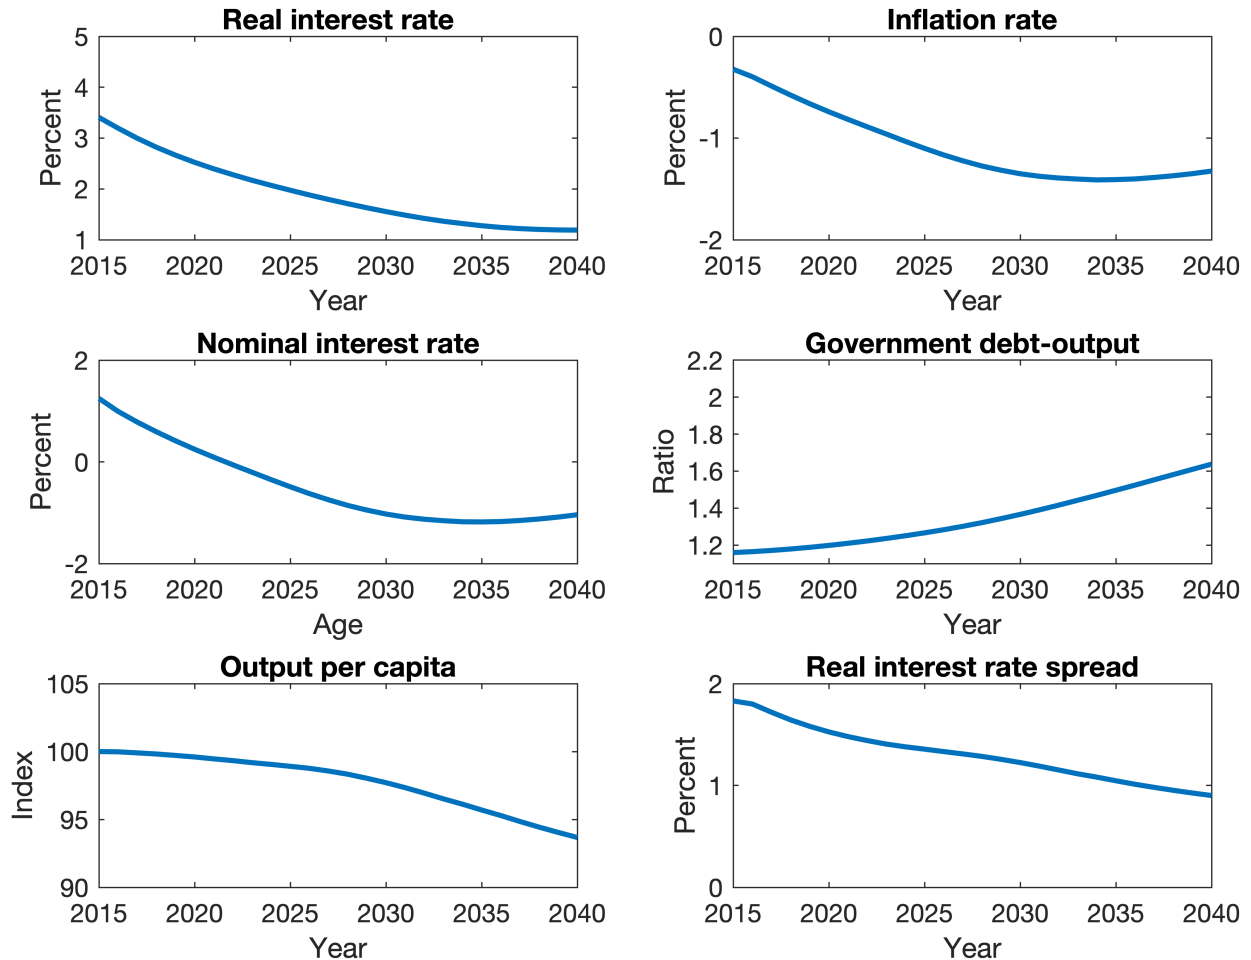 Real interest rate
5
4
3
2
1
Percent
2015 2020 2025 2030 2035 2040
Year
Inflation rate
0
-1
-2
Percent
2015 2020 2025 2030 2035 2040
Year
Nominal interest rate
2
0
-2
Percent
2015 2020 2025 2030 2035 2040
Age
Government debt-output
2.2
2
1.8
1.6
1.4
1.2
Ratio
2015 2020 2025 2030 2035 2040
Year
Output per capita
105
100
95
90
Index
2015 2020 2025 2030 2035 2040
Year
Real interest rate spread
2
1
0
Percent
2015 2020 2025 2030 2035 2040
Year